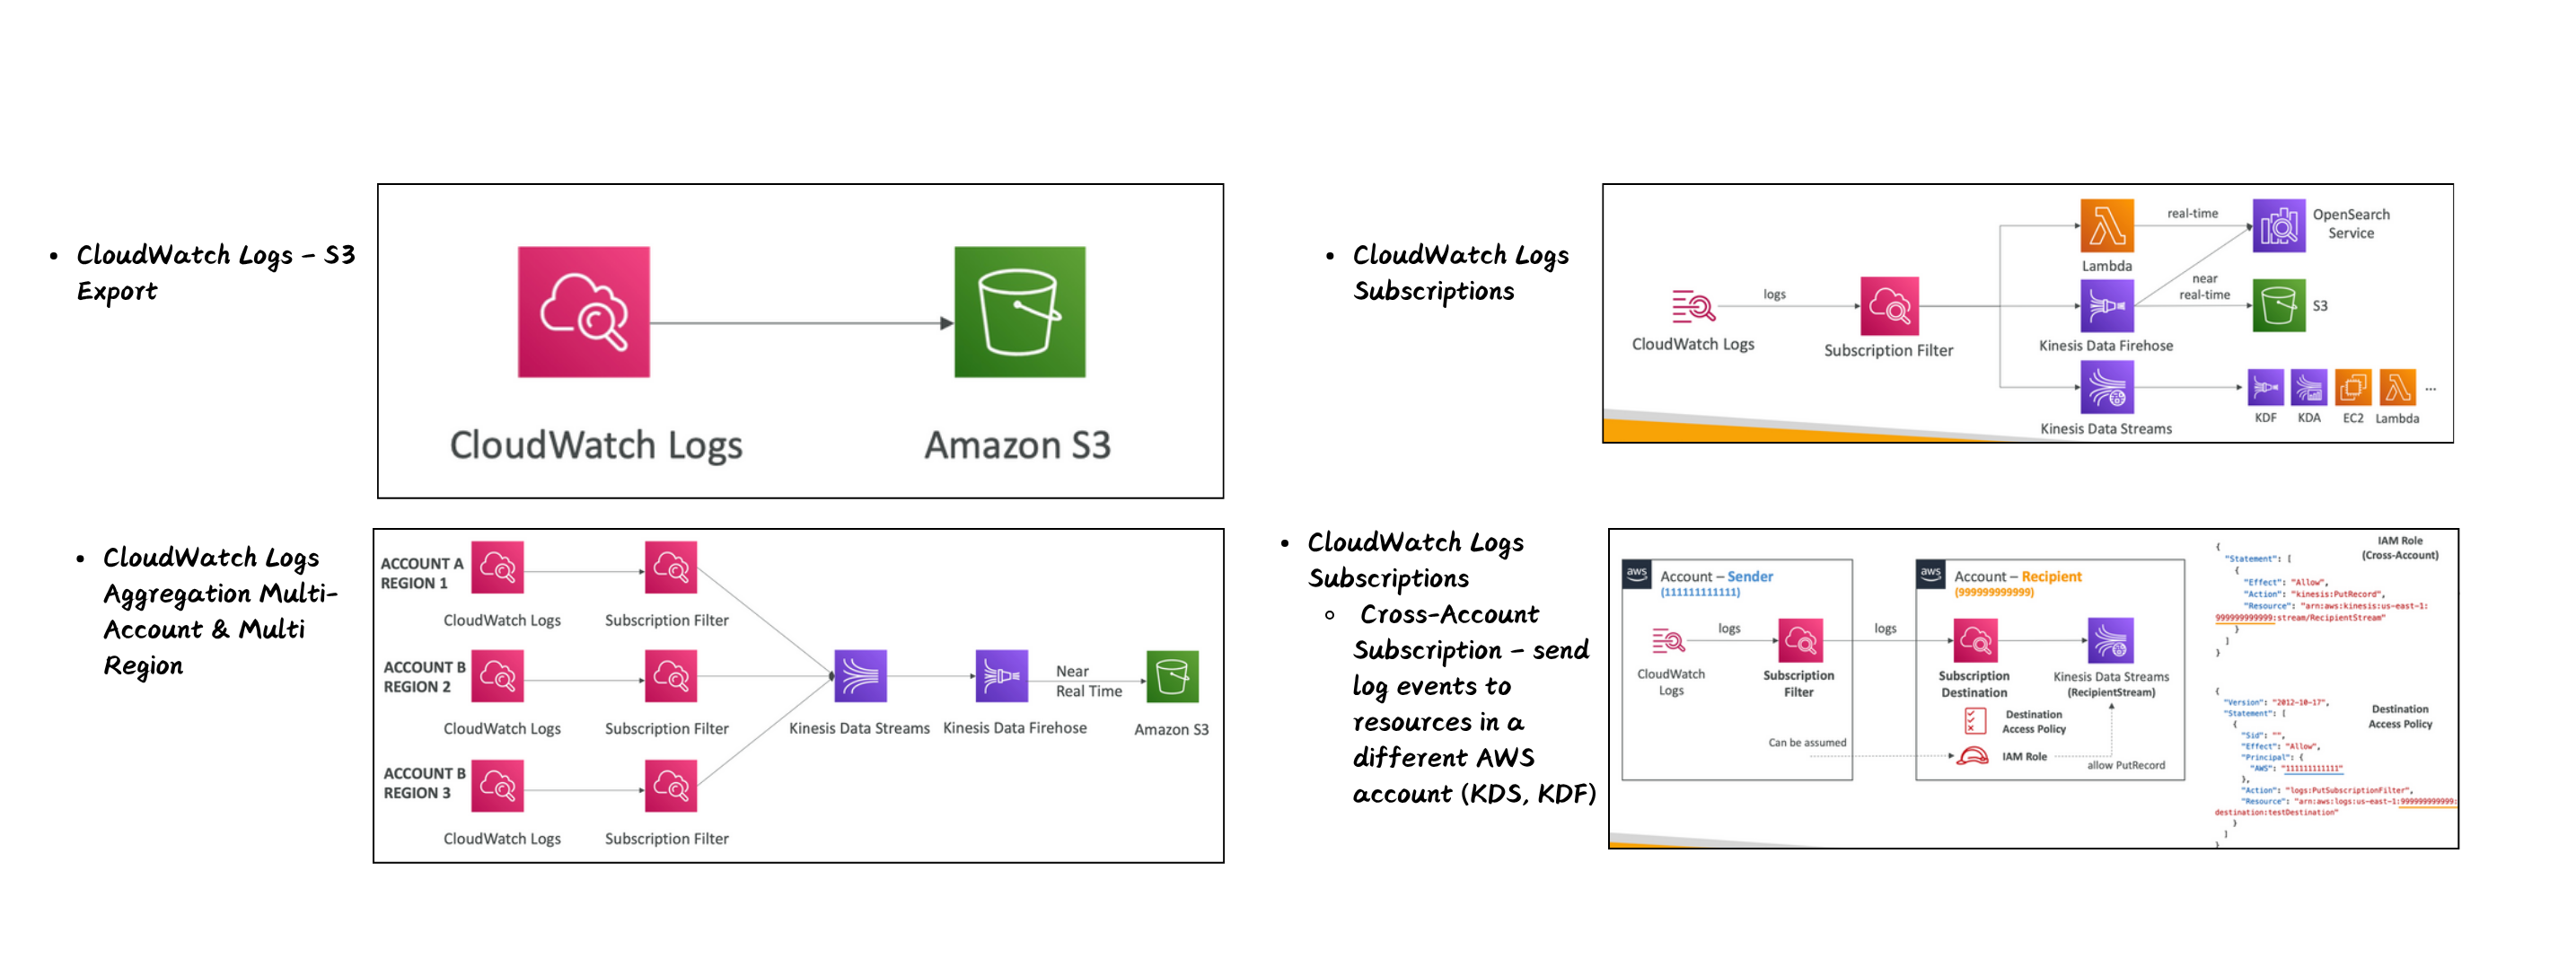 • CloudWatch Logs – S3
Export
CloudWatch Logs
Amazon S3
• CloudWatch Logs
Subscriptions
logs
CloudWatch Logs
Subscription Filter
Lambda
real-time
OpenSearch
Service
near
real-time
Kinesis Data Firehose
S3
Kinesis Data Streams
KDF
KDA
EC2
Lambda
...
• CloudWatch Logs
Aggregation Multi-
Account & Multi
Region
ACCOUNT A
REGION 1
CloudWatch Logs
Subscription Filter
ACCOUNT B
REGION 2
CloudWatch Logs
Subscription Filter
ACCOUNT B
REGION 3
CloudWatch Logs
Subscription Filter
Kinesis Data Streams
Kinesis Data Firehose
Near
Real Time
Amazon S3
• CloudWatch Logs
Subscriptions
◦ Cross-Account
Subscription – send
log events to
resources in a
different AWS
account (KDS, KDF)
aws
Account – Sender
(111111111111)
logs
CloudWatch
Logs
Subscription
Filter
logs
Can be assumed
aws
Account – Recipient
(999999999999)
Subscription
Destination
Kinesis Data Streams
(RecipientStream)
Destination
Access Policy
IAM Role
allow PutRecord
IAM Role
(Cross-Account)
{
"Statement": [
{
"Effect": "Allow",
"Action": "kinesis:PutRecord",
"Resource": "arn:aws:kinesis:us-east-1:
999999999999:stream/RecipientStream"
}
]
}
Destination
Access Policy
{
"Version": "2012-10-17",
"Statement": [
{
"Sid": "",
"Effect": "Allow",
"Principal": {
"AWS": "111111111111"
},
"Action": "logs:PutSubscriptionFilter",
"Resource": "arn:aws:logs:us-east-1:999999999999:
destination:testDestination"
}
]
}